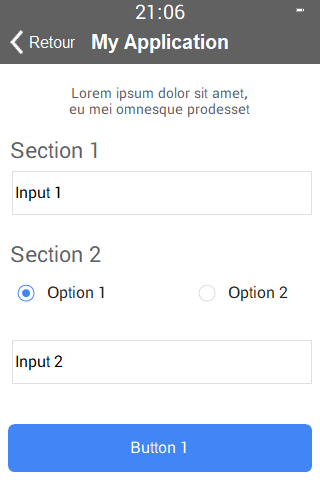 21:06
Retour My Application
Lorem ipsum dolor sit amet,
eu mei omnesque prodesset
Section 1
Input 1
Section 2
Option 1 Option 2
Input 2
Button 1